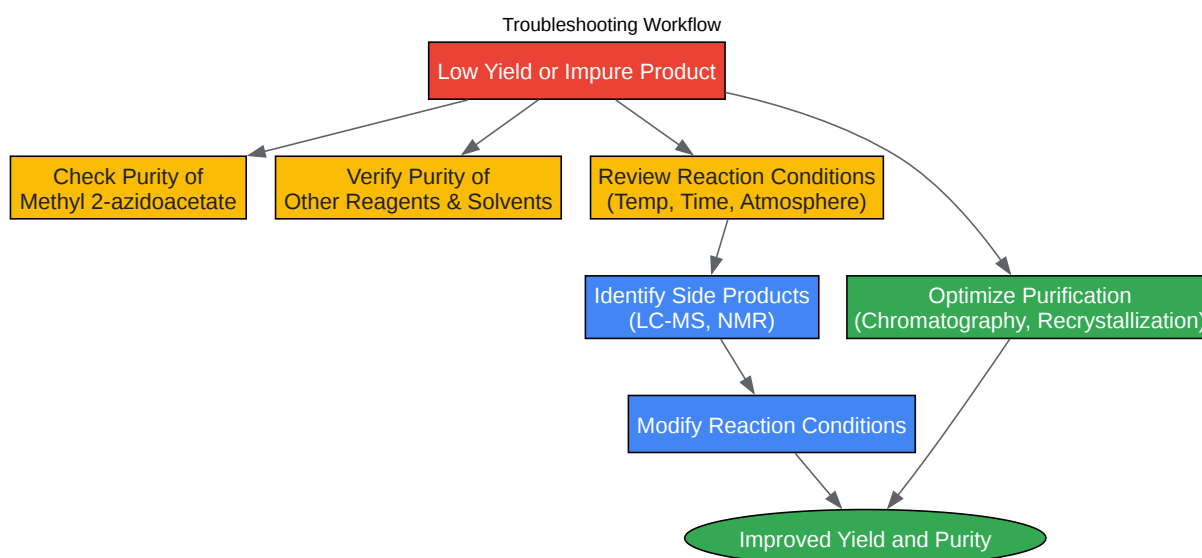 Troubleshooting Workflow
Low Yield or Impure Product
Check Purity of
Methyl 2-azidoacetate
Verify Purity of
Other Reagents & Solvents
Review Reaction Conditions
(Temp, Time, Atmosphere)
Identify Side Products
(LC-MS, NMR)
Optimize Purification
(Chromatography, Recrystallization)
Modify Reaction Conditions
Improved Yield and Purity